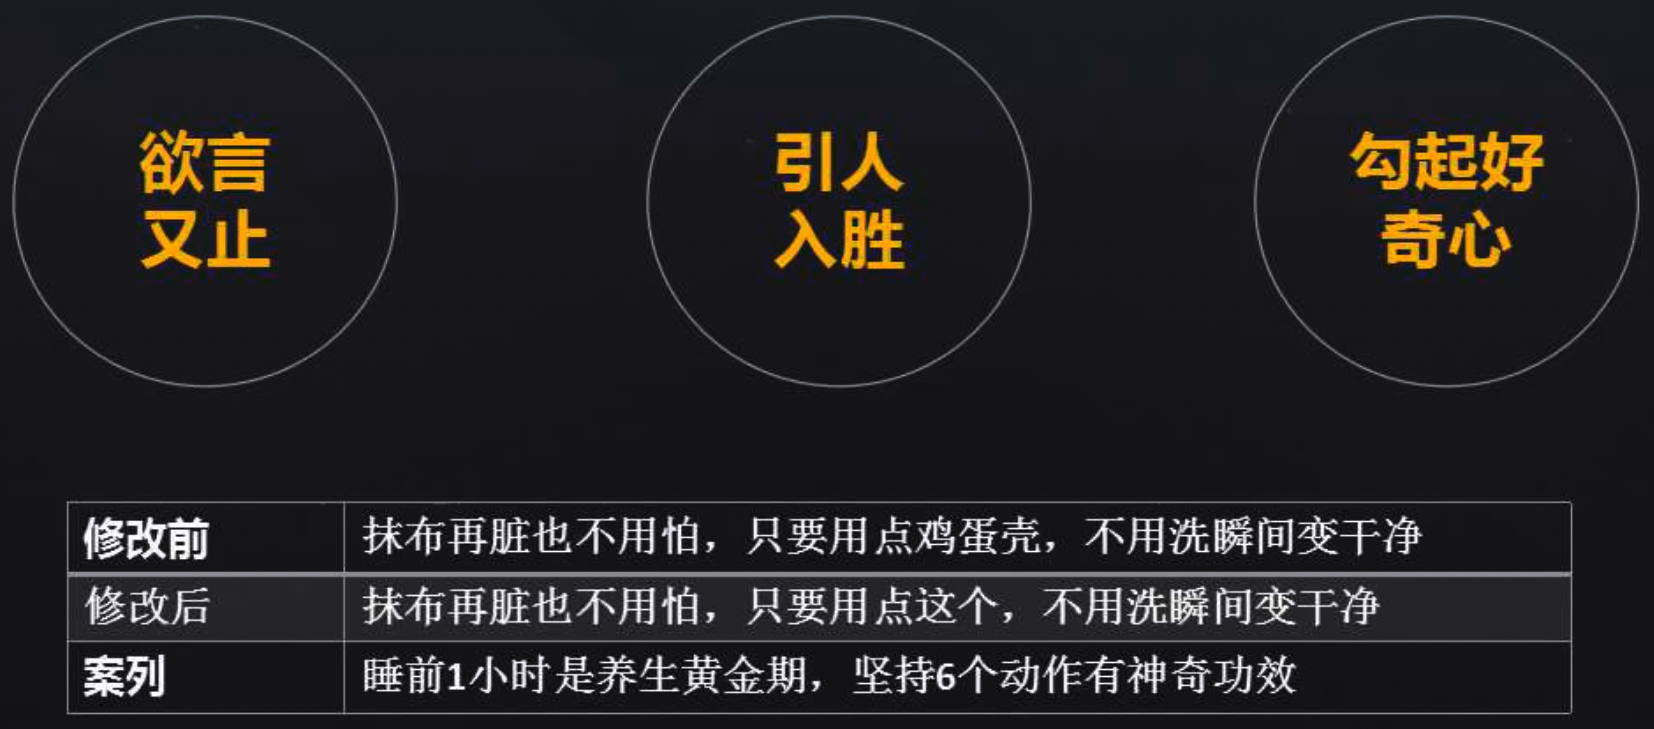 欲言
又止
引人
入胜
勾起好
奇心
修改前 抹布再脏也不用怕，只要用点鸡蛋壳，不用洗瞬间变干净
修改后 抹布再脏也不用怕，只要用点这个，不用洗瞬间变干净
案列 睡前1小时是养生黄金期，坚持6个动作有神奇功效